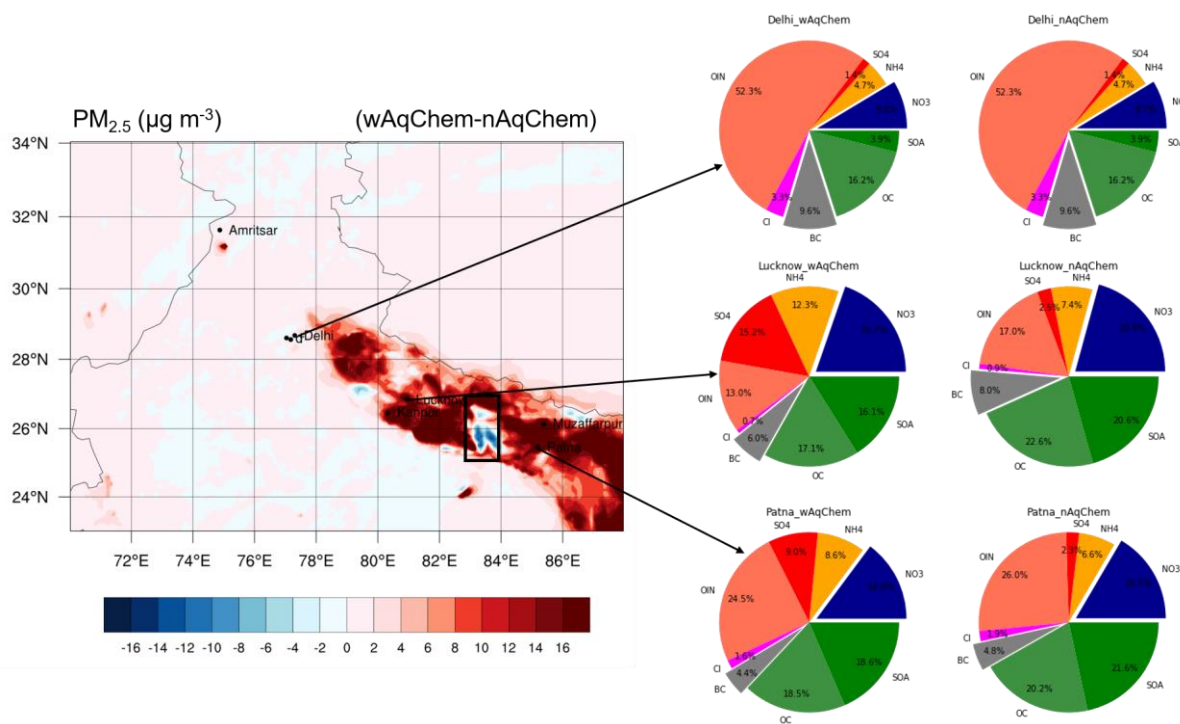 PM2.5 (µg m-3) (wAqChem-nAqChem)
34°N
32°N
30°N
28°N
26°N
24°N
72°E 74°E 76°E 78°E 80°E 82°E 84°E 86°E
Amritsar
Delhi
Lucknow
Kanpur
Muzaffarpur
Patna
-16 -14 -12 -10 -8 -6 -4 -2 0 2 4 6 8 10 12 14 16
Delhi_wAqChem
SO4
1.4%
NH4
4.7%
NO3
OIN
52.3%
SOA
3.9%
OC
16.2%
BC
9.6%
Cl
3.3%
Delhi_nAqChem
SO4
1.4%
NH4
4.7%
OIN
52.3%
SOA
3.9%
OC
16.2%
BC
9.6%
Cl
3.3%
Lucknow_wAqChem
NH4
12.3%
NO3
SO4
15.2%
OIN
13.0%
Cl
0.7%
BC
6.0%
OC
17.1%
SOA
16.1%
Lucknow_nAqChem
SO4
NH4
7.4%
NO3
OIN
17.0%
Cl
0.9%
BC
8.0%
OC
22.6%
SOA
20.6%
Patna_wAqChem
SO4
9.0%
NH4
8.6%
NO3
OIN
24.5%
Cl
1.6%
BC
4.4%
OC
18.5%
SOA
18.6%
Patna_nAqChem
SO4
2.3%
NH4
6.6%
NO3
OIN
26.0%
Cl
1.9%
BC
4.8%
OC
20.2%
SOA
21.6%